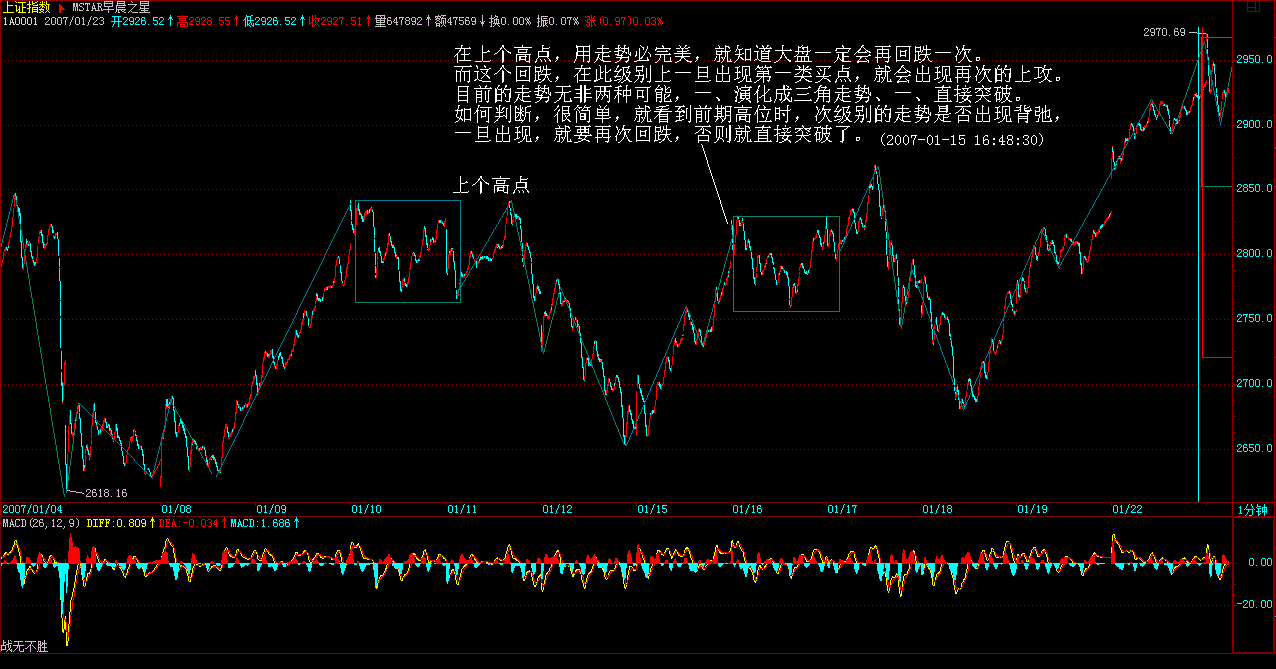 上证指数 MSTAR早晨之星
1A0001 2007/01/23 开2926.52↑高2928.55↑低2926.52↑收2927.51↑量647892↑额47569↓换0.00% 振0.07% 涨(0.97)0.03%
2970.69
在上个高点，用走势必完美，就知道大盘一定会再回跌一次。
而这个回跌，在此级别上一旦出现第一类买点，就会出现再次的上攻。
目前的走势无非两种可能，一、演化成三角走势、一、直接突破。
如何判断，很简单，就看到前期高位时，次级别的走势是否出现背弛，
一旦出现，就要再次回跌，否则就直接突破了。(2007-01-15 16:48:30)
上个高点
2950.0
2900.0
2850.0
2800.0
2750.0
2700.0
2650.0
2618.16
2007/01/04 01/08 01/09 01/10 01/11 01/12 01/15 01/16 01/17 01/18 01/19 01/22 1分钟
MACD(26,12,9) DIFF:0.809↑DEA:-0.034↑MACD:1.686↑
0.00
-20.00
战无不胜